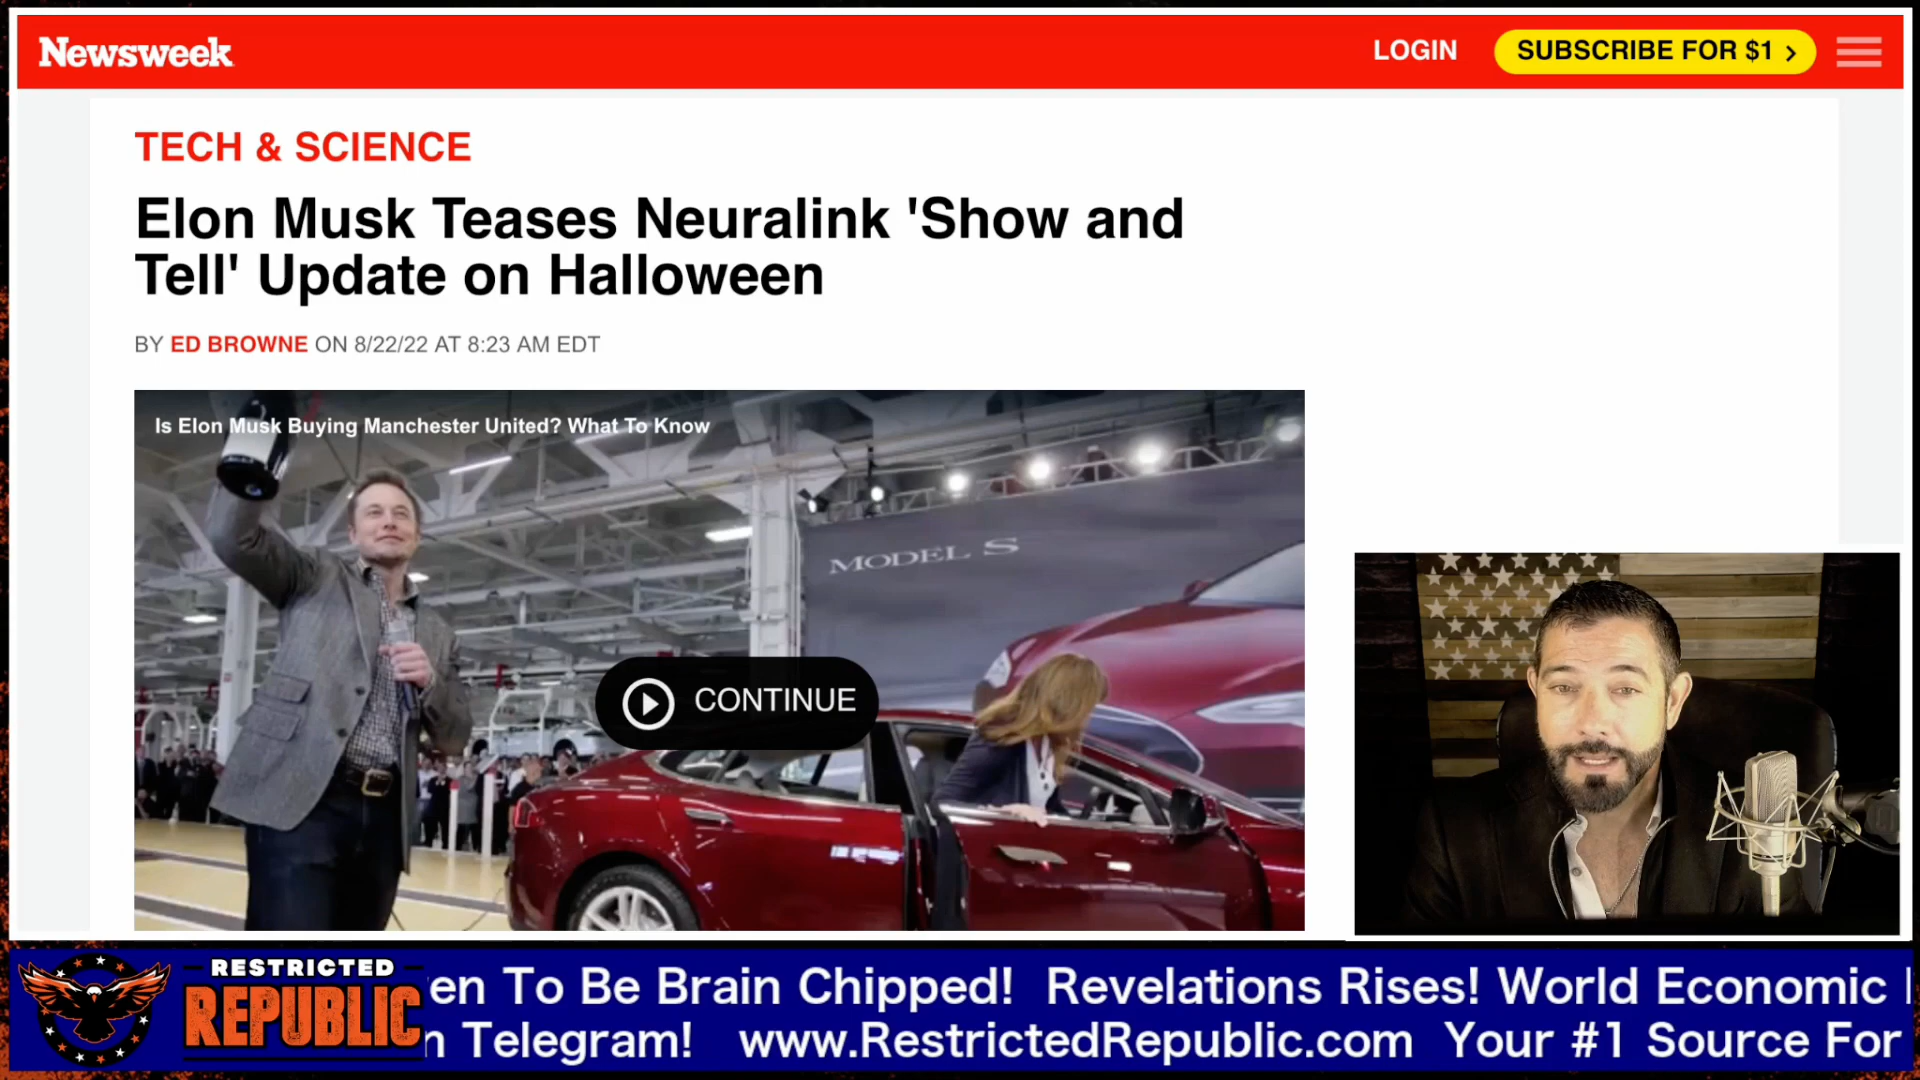 Newsweek
LOGIN
SUBSCRIBE FOR $1 >
TECH & SCIENCE
Elon Musk Teases Neuralink 'Show and
Tell' Update on Halloween
BY ED BROWNE ON 8/22/22 AT 8:23 AM EDT
Is Elon Musk Buying Manchester United? What To Know
MODEL S
CONTINUE
RESTRICTED
REPUBLIC
en To Be Brain Chipped! Revelations Rises! World Economic
n Telegram! www.RestrictedRepublic.com Your #1 Source For